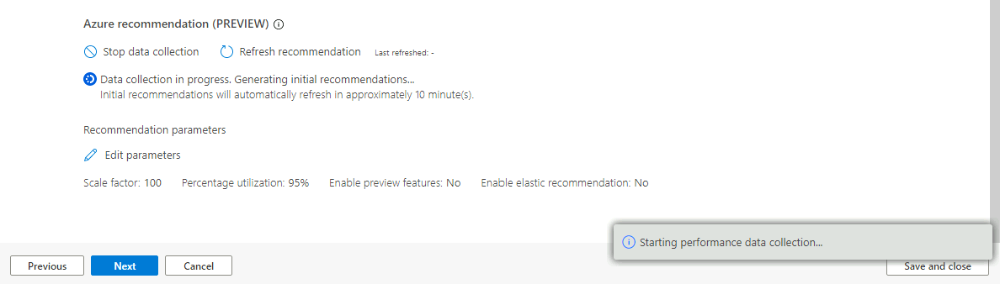 Azure recommendation (PREVIEW)
Stop data collection Refresh recommendation Last refreshed: -
Data collection in progress. Generating initial recommendations...
Initial recommendations will automatically refresh in approximately 10 minute(s).
Recommendation parameters
Edit parameters
Scale factor: 100 Percentage utilization: 95% Enable preview features: No Enable elastic recommendation: No
Starting performance data collection...
Previous Next Cancel Save and close